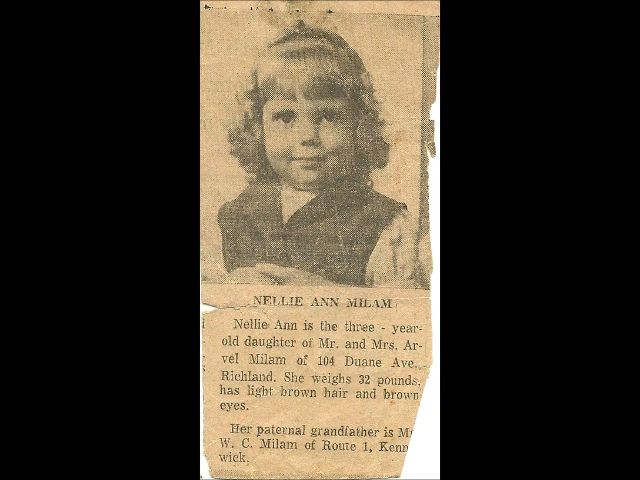 NELLIE ANN MILAM
Nellie Ann is the three - year-
old daughter of Mr. and Mrs. Ar-
vel Milam of 104 Duane Ave.,
Richland. She weighs 32 pounds,
has light brown hair and brown
eyes.
Her paternal grandfather is
W. C. Milam of Route 1,
wick.